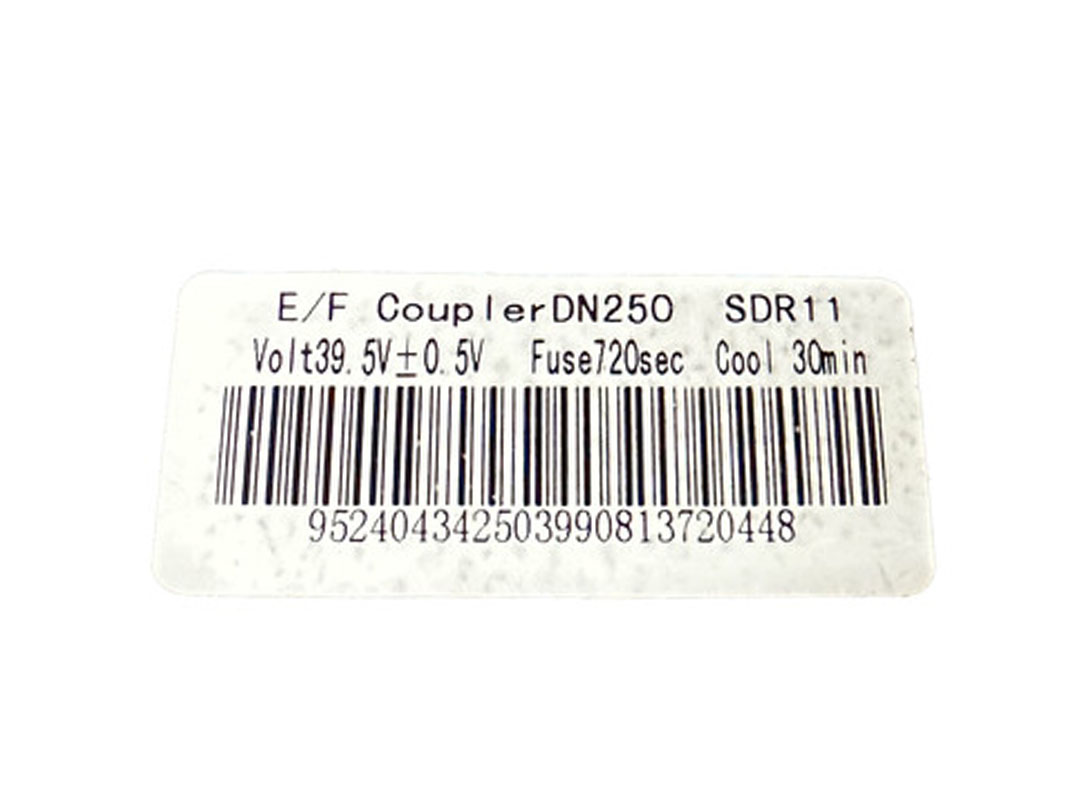 E/F CouplerDN250 SDR11
Volt39.5V±0.5V Fuse720sec Cool 30min
952404342503990813720448